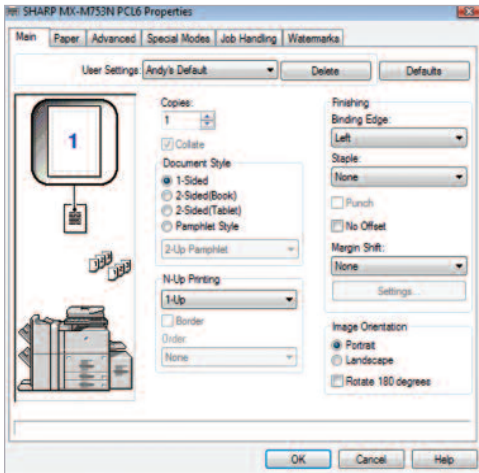 SHARP MX-M753N PCL6 Properties
Main Paper Advanced Special Modes Job Handling Watermarks
User Settings: Andy's Default Delete Defaults
1
Copies:
1
Collate
Document Style
1-Sided
2-Sided(Book)
2-Sided(Tablet)
Pamphlet Style
2-Up Pamphlet
N-Up Printing
1-Up
Border
Order:
None
Finishing
Binding Edge:
Left
Staple:
None
Punch
No Offset
Margin Shift:
None
Settings...
Image Orientation
Portrait
Landscape
Rotate 180 degrees
OK Cancel Help